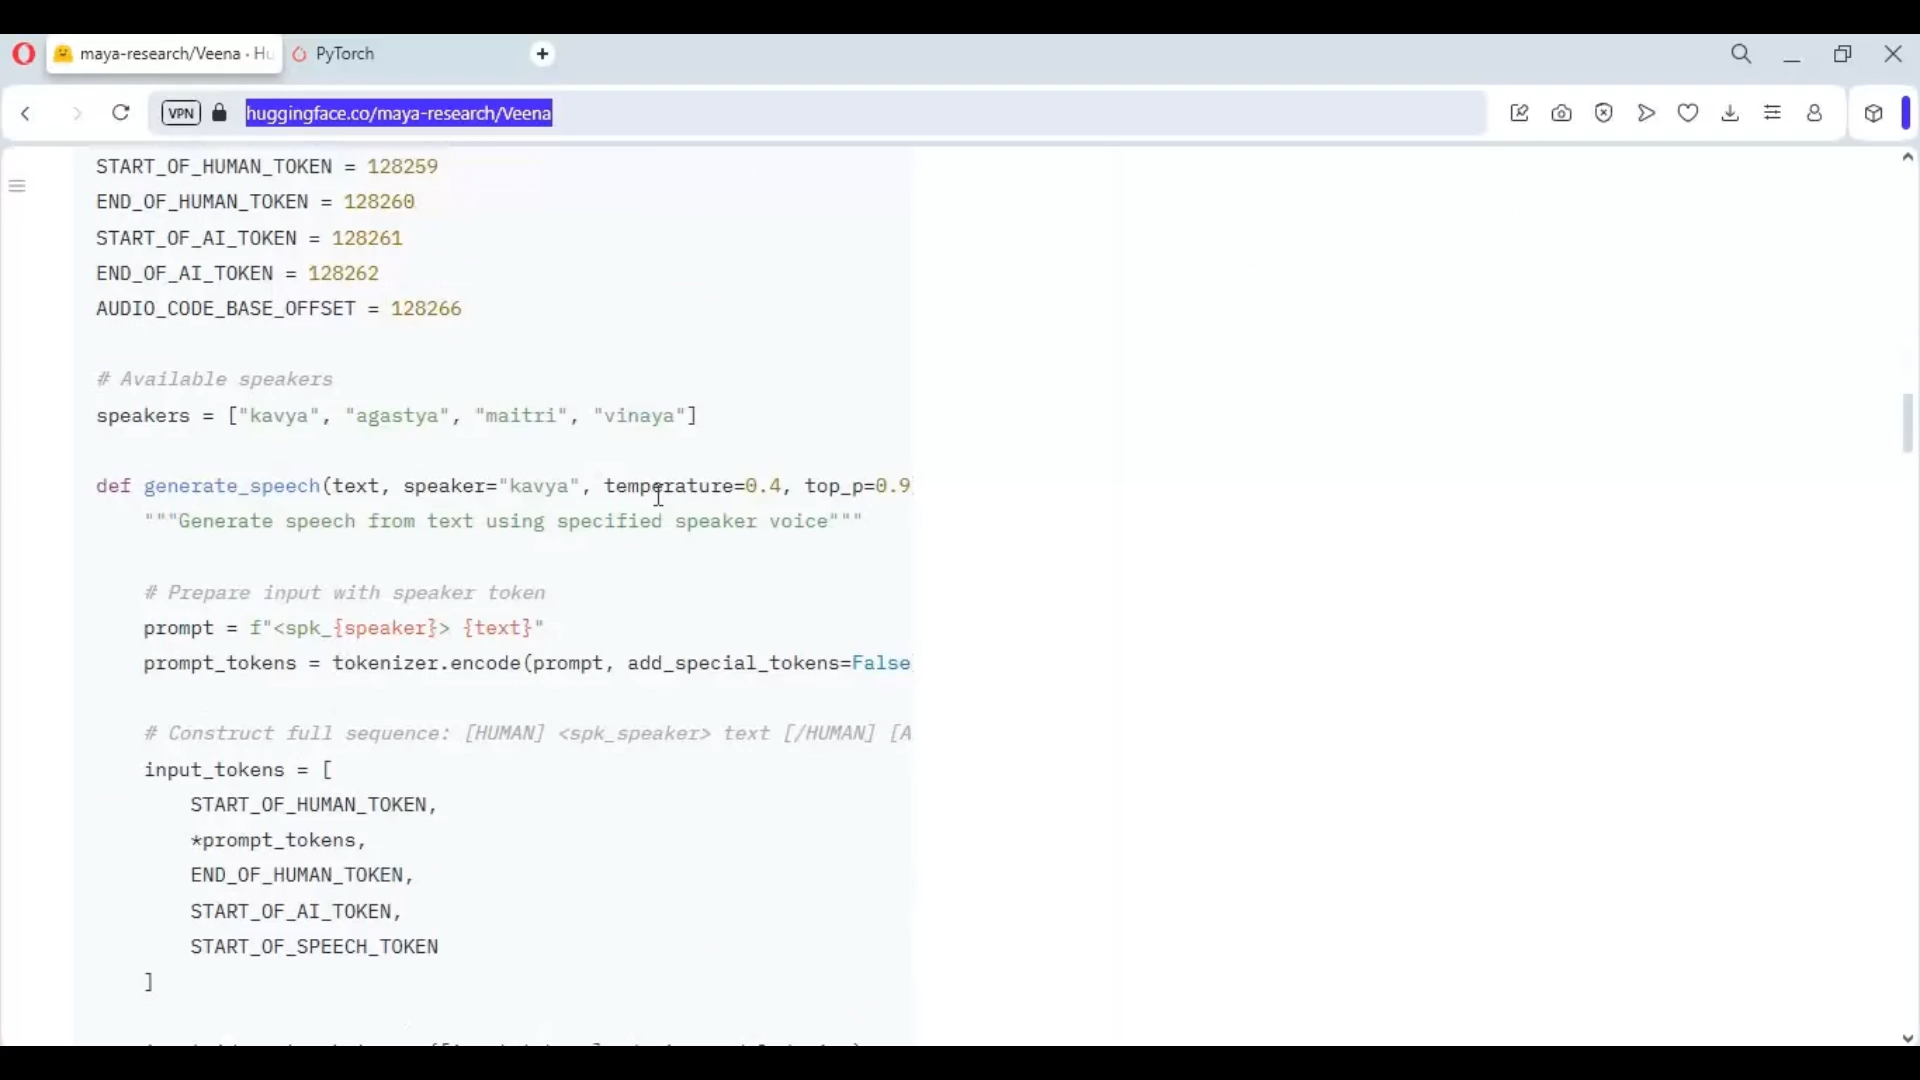 maya-research/Veena · Hu
PyTorch
VPN
huggingface.co/maya-research/Veena
START_OF_HUMAN_TOKEN = 128259
END_OF_HUMAN_TOKEN = 128260
START_OF_AI_TOKEN = 128261
END_OF_AI_TOKEN = 128262
AUDIO_CODE_BASE_OFFSET = 128266
# Available speakers
speakers = ["kavya", "agastya", "maitri", "vinaya"]
def generate_speech(text, speaker="kavya", temperature=0.4, top_p=0.9
"""Generate speech from text using specified speaker voice"""
# Prepare input with speaker token
prompt = f"<spk_{speaker}> {text}"
prompt_tokens = tokenizer.encode(prompt, add_special_tokens=False
# Construct full sequence: [HUMAN] <spk_speaker> text [/HUMAN] [A
input_tokens = [
START_OF_HUMAN_TOKEN,
*prompt_tokens,
END_OF_HUMAN_TOKEN,
START_OF_AI_TOKEN,
START_OF_SPEECH_TOKEN
]